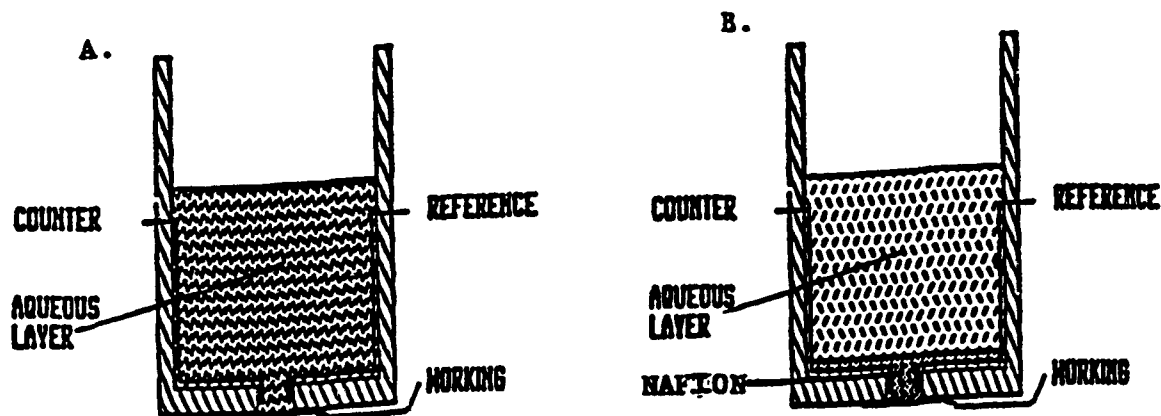 A.
COUNTER
REFERENCE
AQUEOUS
LAYER
WORKING
B.
COUNTER
REFERENCE
AQUEOUS
LAYER
NAFION
WORKING